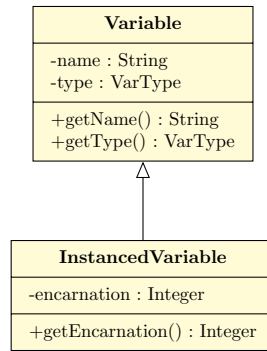 Variable
-name : String
-type : VarType
+getName() : String
+getType() : VarType
InstancedVariable
-encarnation : Integer
+getEncarnation() : Integer